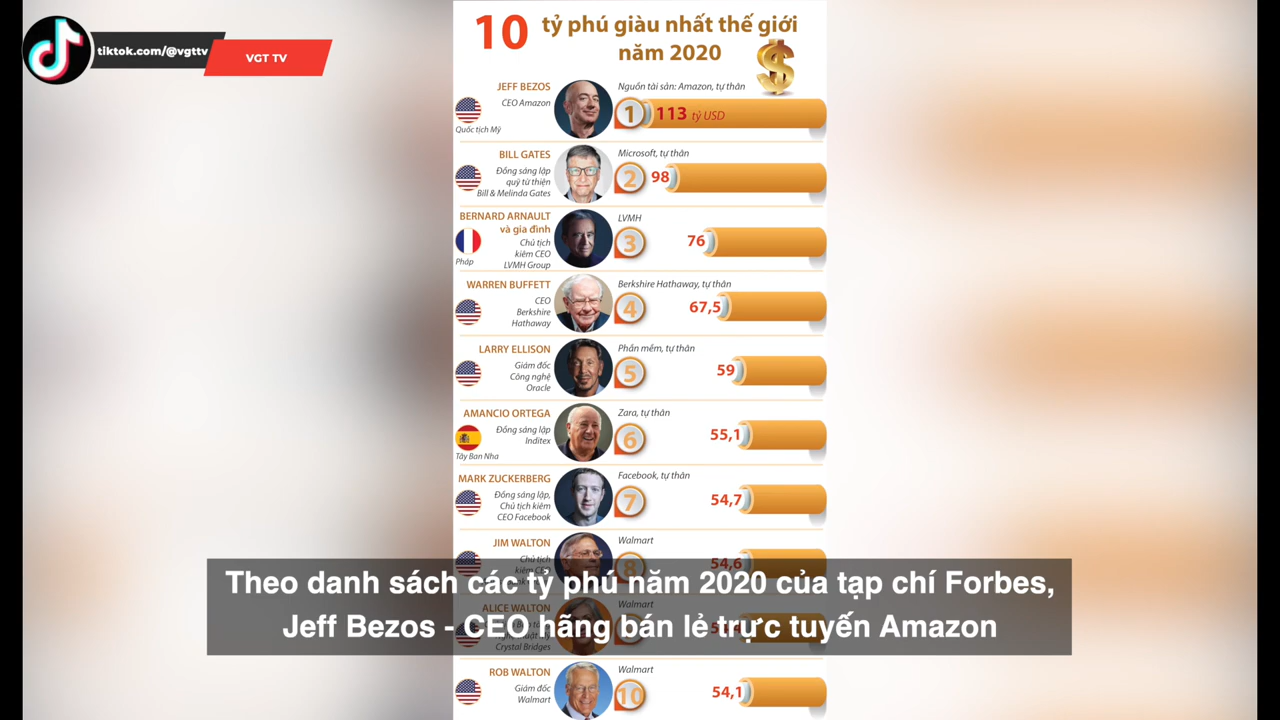 tiktok.com/@vgttv
VGT TV
10 tỷ phú giàu nhất thế giới
năm 2020
JEFF BEZOS
CEO Amazon
Quốc tịch Mỹ
Nguồn tài sản: Amazon, tự thân
1
113 tỷ USD
BILL GATES
Đồng sáng lập
quỹ từ thiện
Bill & Melinda Gates
Microsoft, tự thân
2
98
BERNARD ARNAULT
và gia đình
Chủ tịch
kiêm CEO
LVMH Group
Pháp
LVMH
3
76
WARREN BUFFETT
CEO
Berkshire
Hathaway
Berkshire Hathaway, tự thân
4
67,5
LARRY ELLISON
Giám đốc
Công nghệ
Oracle
Phần mềm, tự thân
5
59
AMANCIO ORTEGA
Đồng sáng lập
Inditex
Tây Ban Nha
Zara, tự thân
6
55,1
MARK ZUCKERBERG
Đồng sáng lập,
Chủ tịch kiêm
CEO Facebook
Facebook, tự thân
7
54,7
JIM WALTON
Chủ tịch
Walmart
8
54,6
Theo danh sách các tỷ phú năm 2020 của tạp chí Forbes,
Jeff Bezos - CEO hãng bán lẻ trực tuyến Amazon
ALICE WALTON
Crystal Bridges
Walmart
ROB WALTON
Giám đốc
Walmart
Walmart
10
54,1